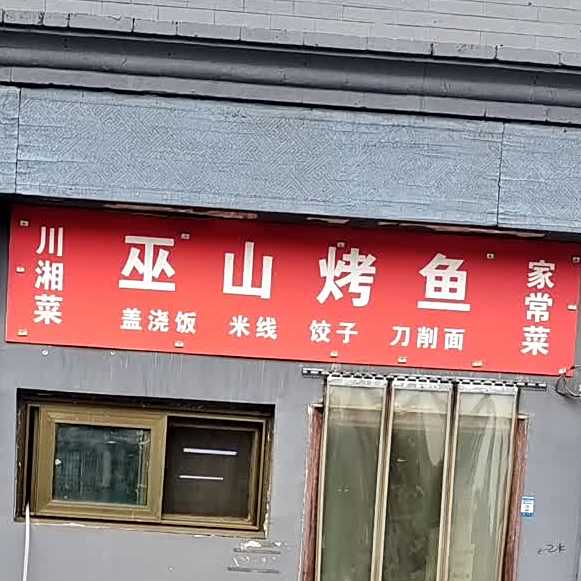 川湘菜
巫山烤鱼
盖浇饭 米线 饺子 刀削面
家常菜